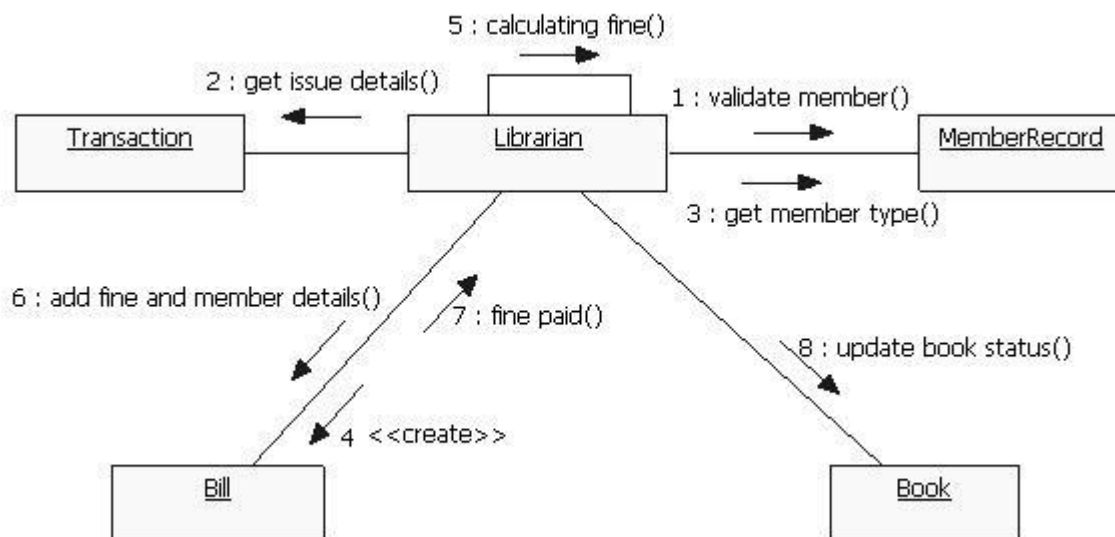 5 : calculating fine()
2 : get issue details()
1 : validate member()
Transaction
Librarian
MemberRecord
3 : get member type()
6 : add fine and member details()
7 : fine paid()
8 : update book status()
4 <<create>>
Bill
Book